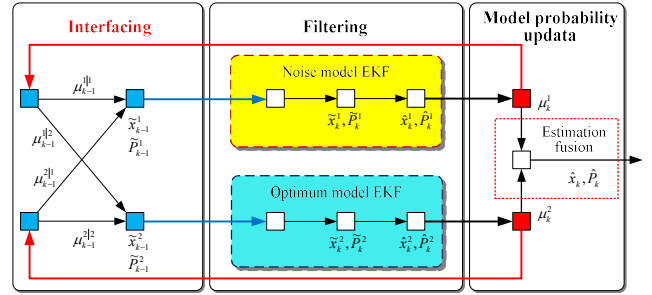 Interfacing
Filtering
Model probability
updata
μ_{k-1}^{1|1}
μ_{k-1}^{1|2}
μ_{k-1}^{2|1}
μ_{k-1}^{2|2}
x̃_{k-1}^{1}
P̃_{k-1}^{1}
x̃_{k-1}^{2}
P̃_{k-1}^{2}
Noise model EKF
x̃_k^1, P̃_k^1
x̂_k^1, P̂_k^1
Optimum model EKF
x̃_k^2, P̃_k^2
x̂_k^2, P̂_k^2
μ_k^1
Estimation
fusion
x̂_k, P̂_k
μ_k^2